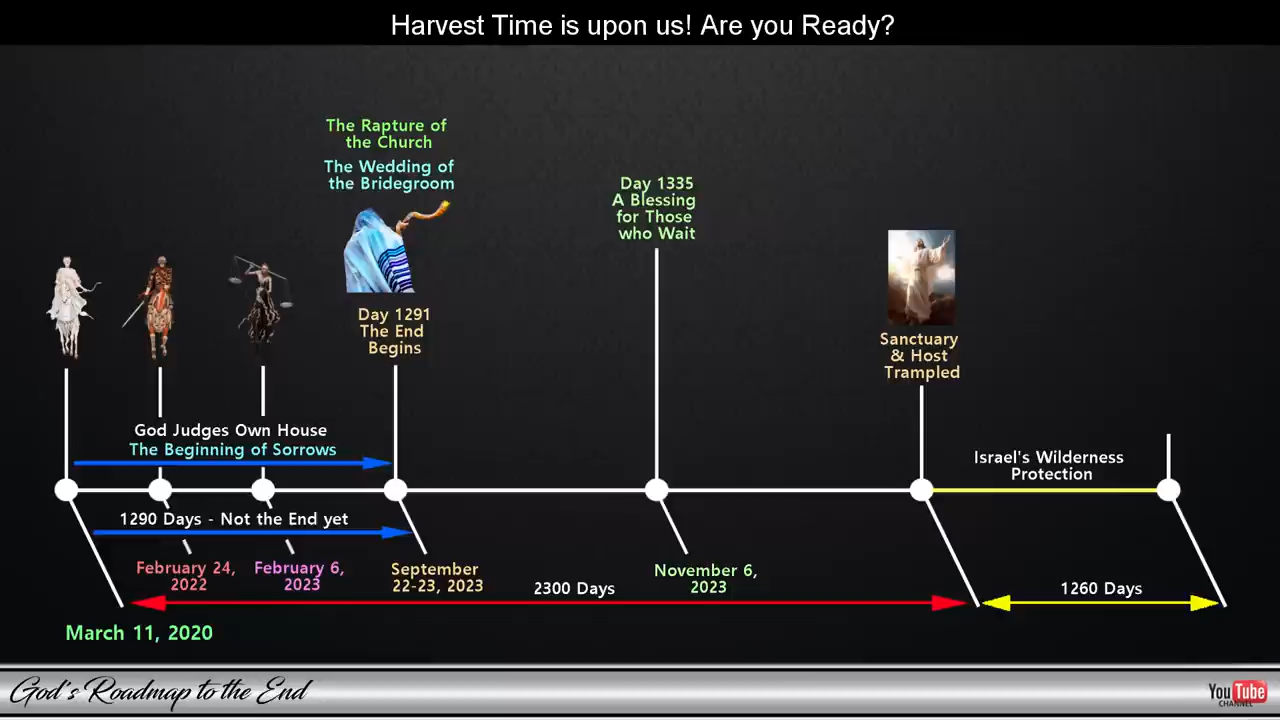 Harvest Time is upon us! Are you Ready?
The Rapture of
the Church
The Wedding of
the Bridegroom
Day 1335
A Blessing
for Those
who Wait
Day 1291
The End
Begins
Sanctuary
& Host
Trampled
God Judges Own House
The Beginning of Sorrows
Israel's Wilderness
Protection
1290 Days - Not the End yet
February 24,
2022
February 6,
2023
September
22-23, 2023
November 6,
2023
2300 Days
1260 Days
March 11, 2020
God's Roadmap to the End
YouTube
CHANNEL